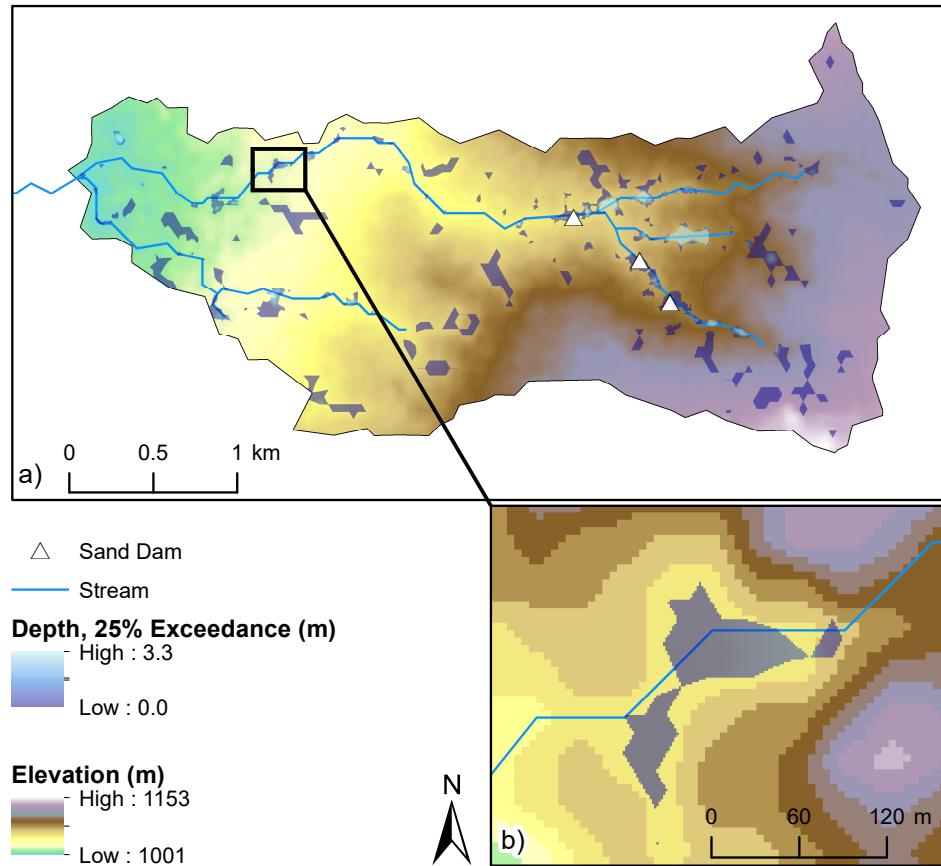 0 0.5 1 km
a)
Sand Dam
Stream
Depth, 25% Exceedance (m)
High : 3.3
Low : 0.0
Elevation (m)
High : 1153
Low : 1001
N
0 60 120 m
b)